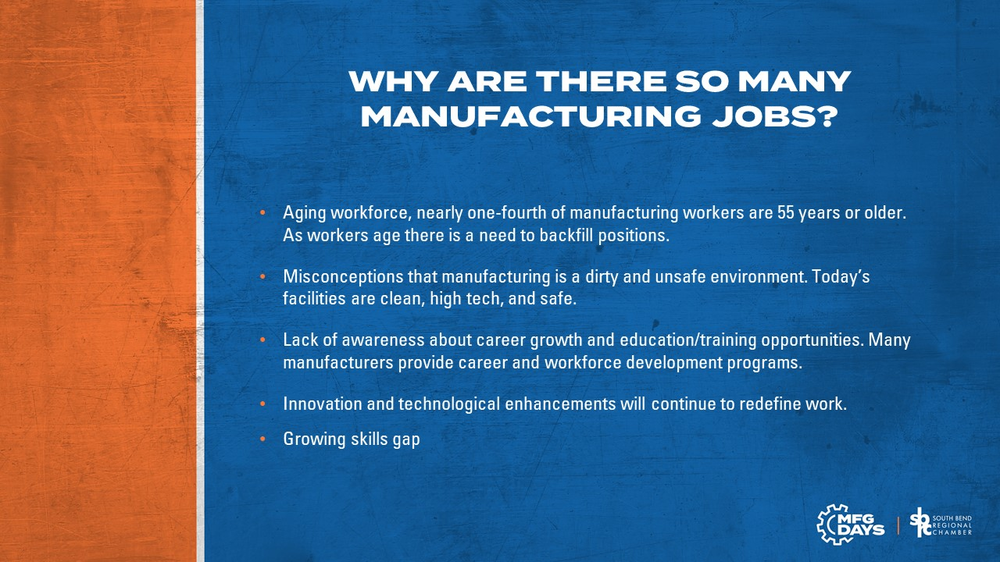 WHY ARE THERE SO MANY
MANUFACTURING JOBS?
• Aging workforce, nearly one-fourth of manufacturing workers are 55 years or older.
As workers age there is a need to backfill positions.
• Misconceptions that manufacturing is a dirty and unsafe environment. Today’s
facilities are clean, high tech, and safe.
• Lack of awareness about career growth and education/training opportunities. Many
manufacturers provide career and workforce development programs.
• Innovation and technological enhancements will continue to redefine work.
• Growing skills gap
MFG
DAYS
sbrc
SOUTH BEND
REGIONAL
CHAMBER